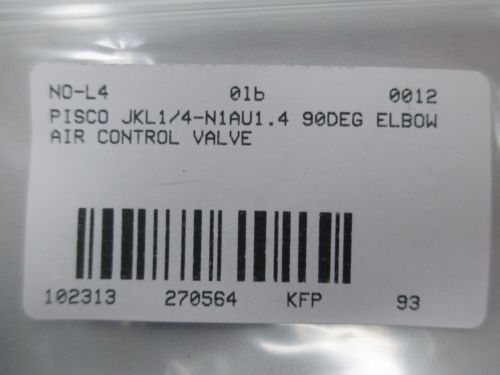 NO-L4 01b 0012
PISCO JKL1/4-N1AU1.4 90DEG ELBOW
AIR CONTROL VALVE
102313 270564 KFP 93